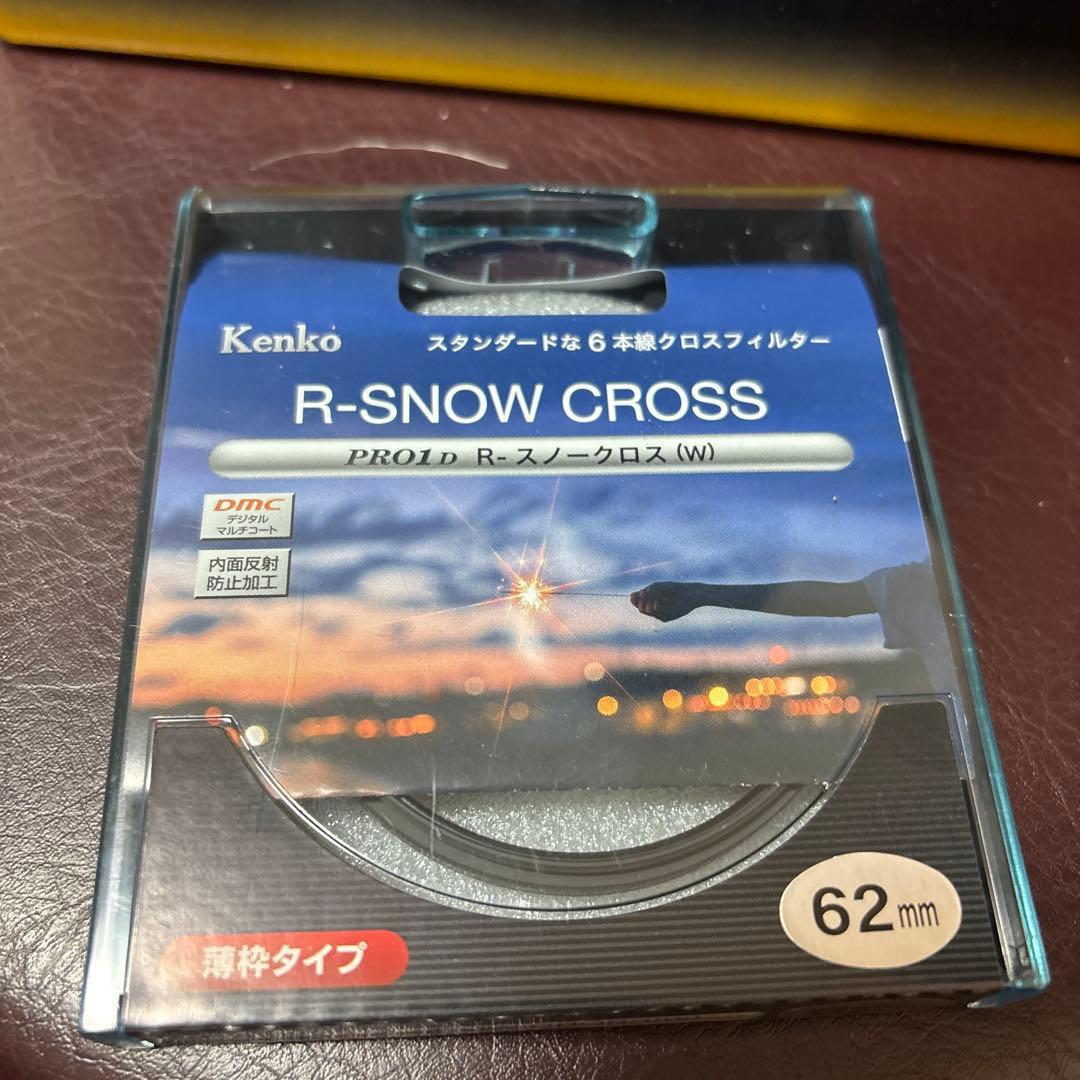 Kenko
スタンダードな6本線クロスフィルター
R-SNOW CROSS
PRO1D R-スノークロス(W)
DMC
デジタル
マルチコート
内面反射
防止加工
62mm
薄枠タイプ